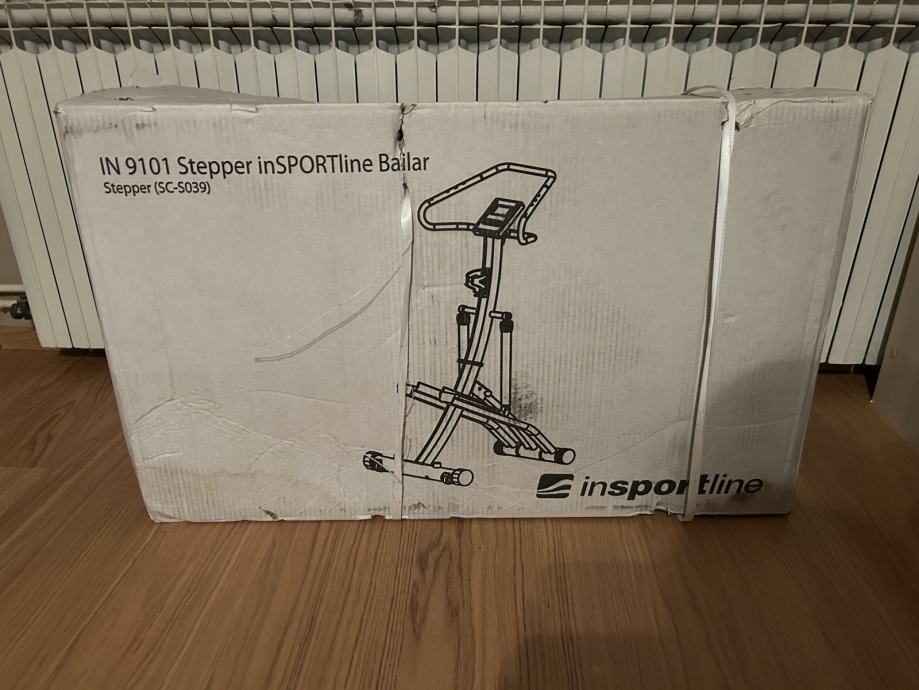 IN 9101 Stepper inSPORTline Bailar
Stepper (SC-S039)
insportline